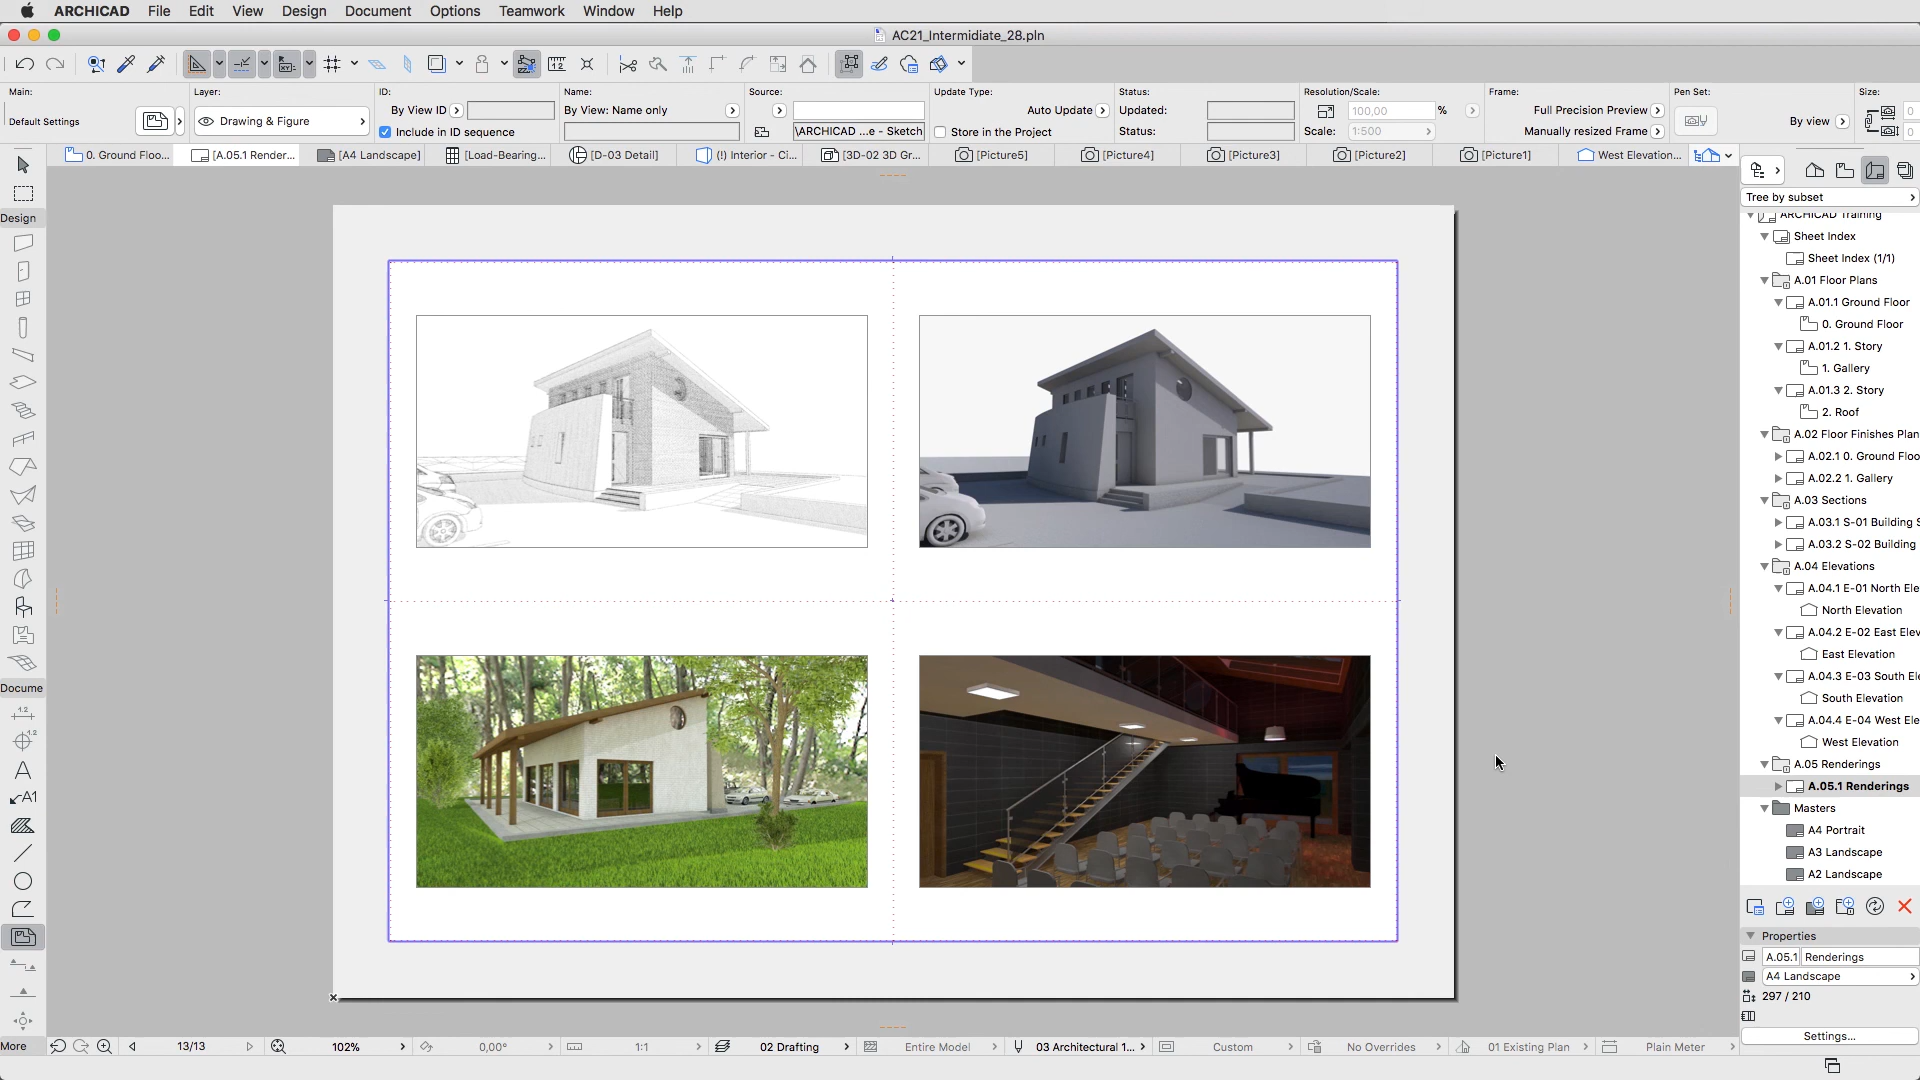 ARCHICAD File Edit View Design Document Options Teamwork Window Help
AC21_Intermidiate_28.pln
Main: Layer: ID: Name: Source: Update Type: Status: Resolution/Scale: Frame: Pen Set: Size:
By View ID By View: Name only Auto Update Updated: 100,00 % Full Precision Preview
Default Settings Drawing & Figure By view
Include in ID sequence \ARCHICAD ...e - Sketch Store in the Project Status: Scale: 1:500 Manually resized Frame
0. Ground Floo... [A.05.1 Render... [A4 Landscape] [Load-Bearing... [D-03 Detail] (!) Interior - Ci... [3D-02 3D Gr... [Picture5] [Picture4] [Picture3] [Picture2] [Picture1] West Elevation...
Tree by subset
ARCHICAD Training
Design
Sheet Index
Sheet Index (1/1)
A.01 Floor Plans
A.01.1 Ground Floor
0. Ground Floor
A.01.2 1. Story
1. Gallery
A.01.3 2. Story
2. Roof
A.02 Floor Finishes Plan
A.02.1 0. Ground Floo
A.02.2 1. Gallery
A.03 Sections
A.03.1 S-01 Building S
A.03.2 S-02 Building
A.04 Elevations
A.04.1 E-01 North Ele
North Elevation
A.04.2 E-02 East Elev
East Elevation
A.04.3 E-03 South Ele
South Elevation
Docume
A.04.4 E-04 West Ele
West Elevation
A.05 Renderings
A.05.1 Renderings
Masters
A4 Portrait
A3 Landscape
A2 Landscape
1.2
1.2
A
A1
Properties
A.05.1 Renderings
A4 Landscape
297 / 210
Settings...
More 13/13 102% 0,00° 1:1 02 Drafting Entire Model 03 Architectural 1... Custom No Overrides 01 Existing Plan Plain Meter